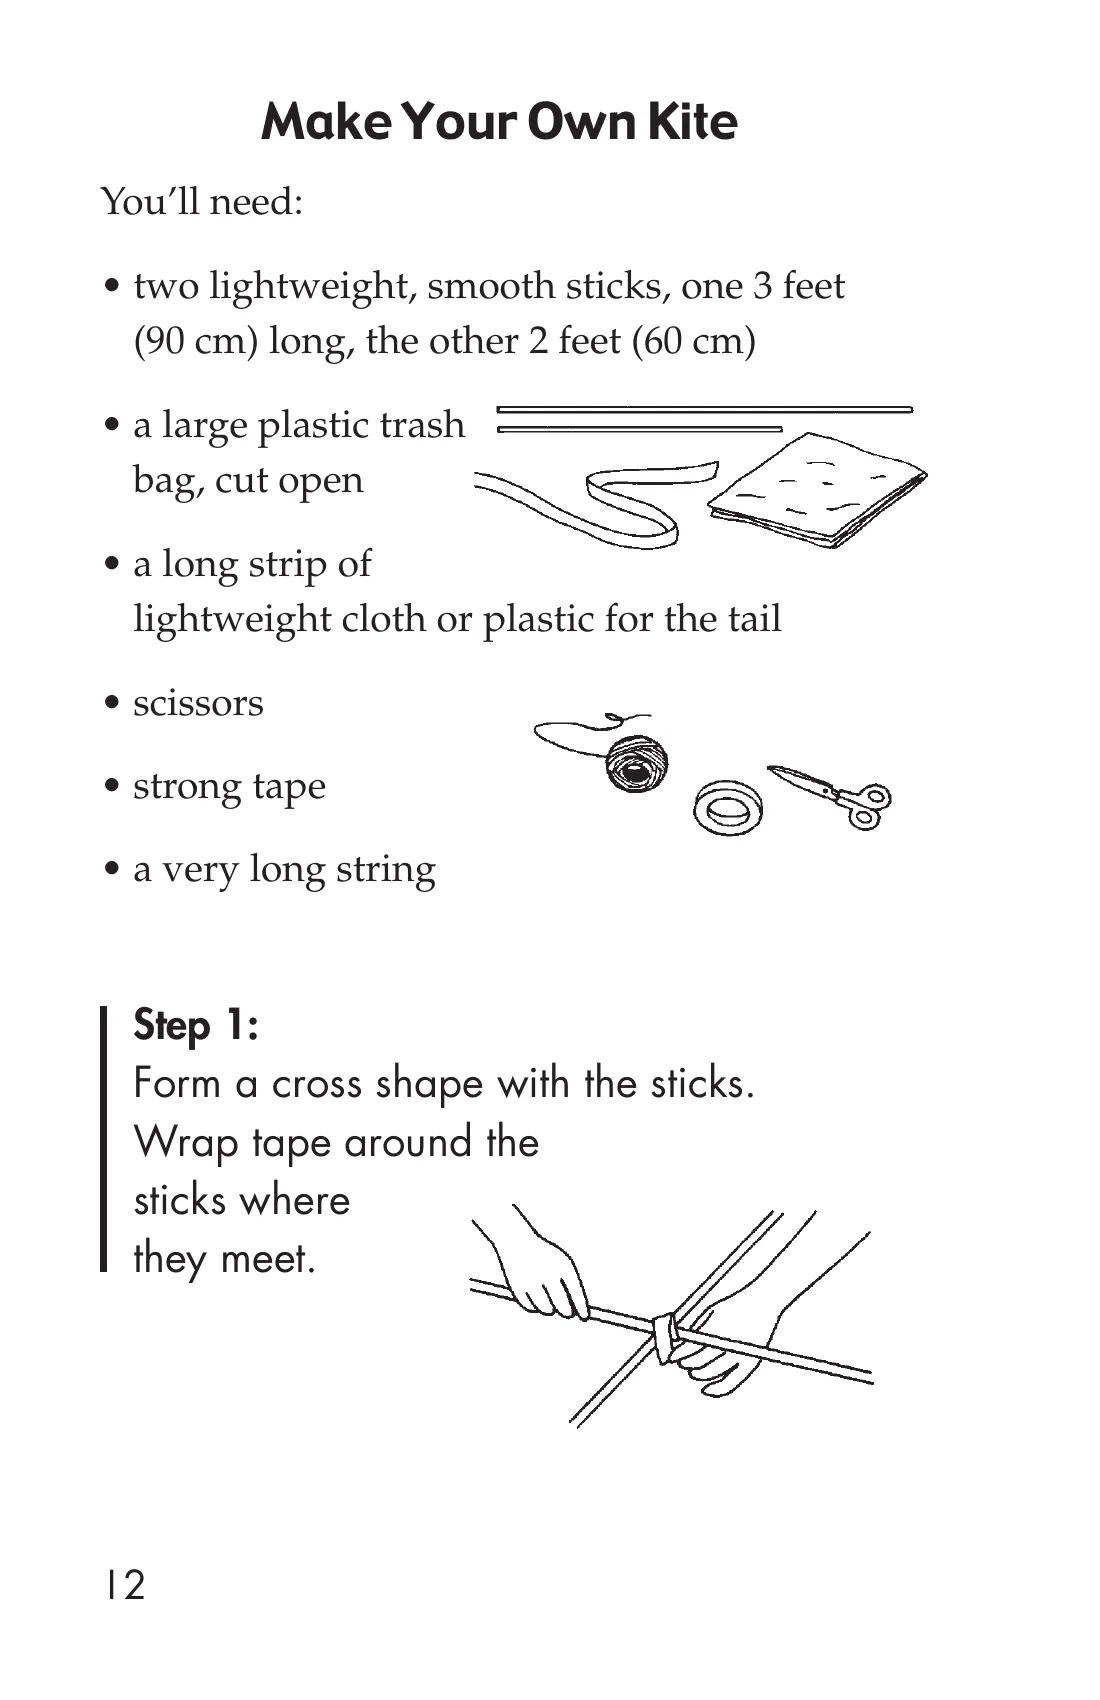 Make Your Own Kite
You’ll need:
• two lightweight, smooth sticks, one 3 feet
(90 cm) long, the other 2 feet (60 cm)
• a large plastic trash
bag, cut open
• a long strip of
lightweight cloth or plastic for the tail
• scissors
• strong tape
• a very long string
Step 1:
Form a cross shape with the sticks.
Wrap tape around the
sticks where
they meet.
12